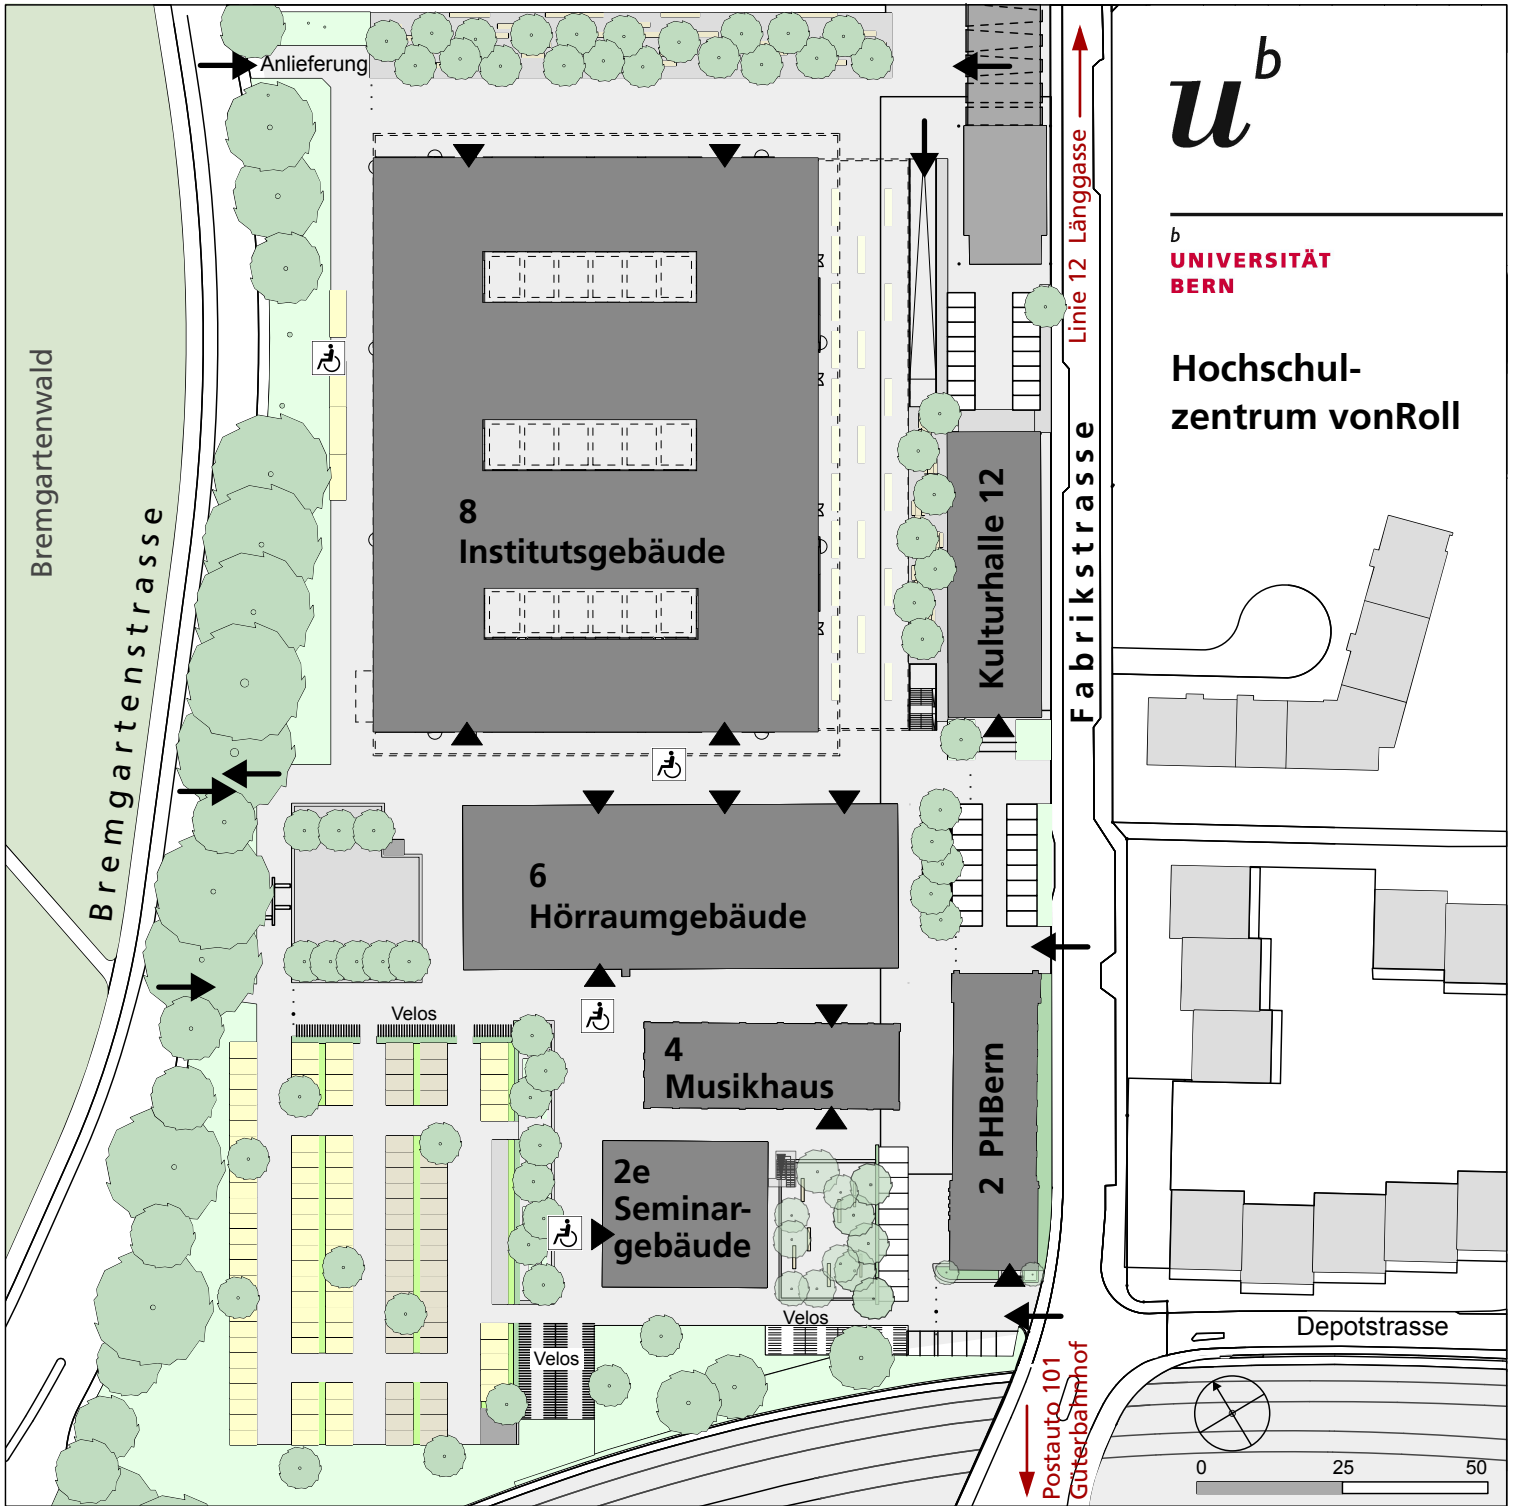 Anlieferung
Linie 12 Länggasse
u b
b
UNIVERSITÄT
BERN
Hochschul-
zentrum vonRoll
Bremgartenwald
Bremgartenstrasse
Fabrikstrasse
8
Institutsgebäude
Kulturhalle 12
6
Hörraumgebäude
Velos
4
Musikhaus
2 PHBern
2e
Seminar-
gebäude
Velos
Velos
Depotstrasse
Postauto 101
Güterbahnhof
0 25 50